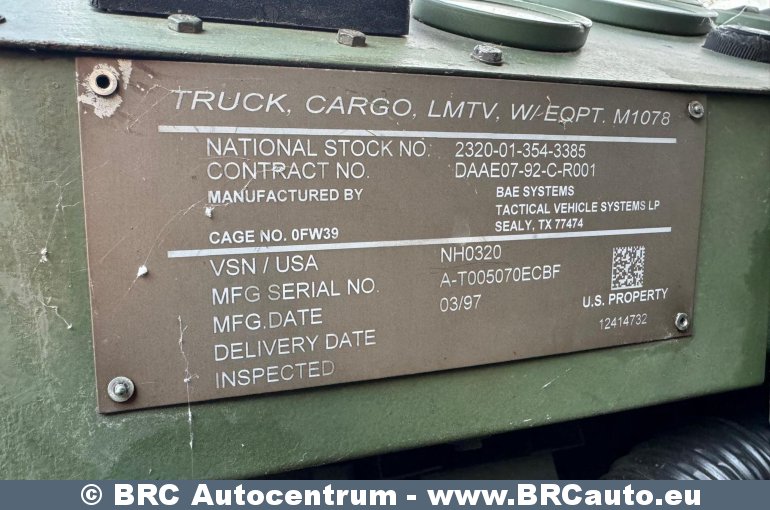 TRUCK, CARGO, LMTV, W/ EQPT. M1078
NATIONAL STOCK NO. 2320-01-354-3385
CONTRACT NO. DAAE07-92-C-R001
MANUFACTURED BY BAE SYSTEMS
TACTICAL VEHICLE SYSTEMS LP
SEALY, TX 77474
CAGE NO. 0FW39
VSN / USA NH0320
MFG SERIAL NO. A-T005070ECBF
MFG.DATE 03/97
U.S. PROPERTY
DELIVERY DATE
12414732
INSPECTED
© BRC Autocentrum - www.BRCauto.eu